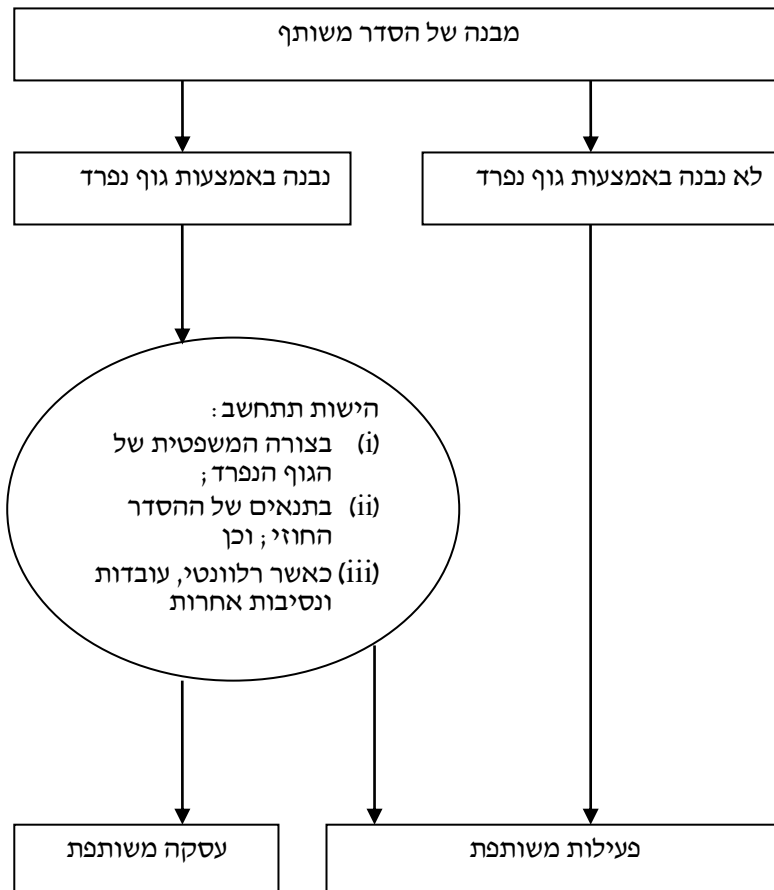 מבנה של הסדר משותף
נבנה באמצעות גוף נפרד
לא נבנה באמצעות גוף נפרד
הישות תתחשב:
(i) בצורה המשפטית של
הגוף הנפרד;
(ii) בתנאים של ההסדר
החוזי; וכן
(iii) כאשר רלוונטי, עובדות
ונסיבות אחרות
עסקה משותפת
פעילות משותפת